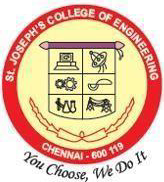 ST. JOSEPH'S COLLEGE OF ENGINEERING
CHENNAI - 600 119
You Choose, We Do It